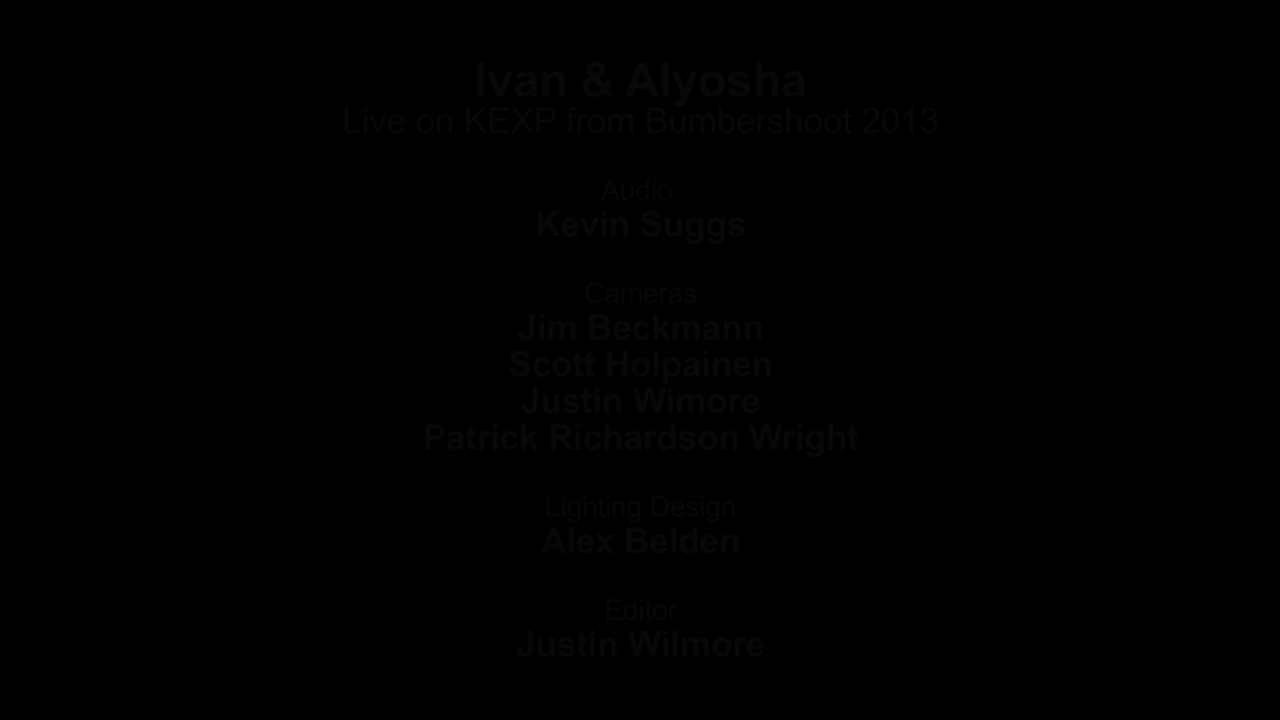 Ivan & Alyosha
Live on KEXP from Bumbershoot 2013
Audio
Kevin Suggs
Cameras
Jim Beckmann
Scott Holpainen
Justin Wimore
Patrick Richardson Wright
Lighting Design
Alex Belden
Editor
Justin Wilmore